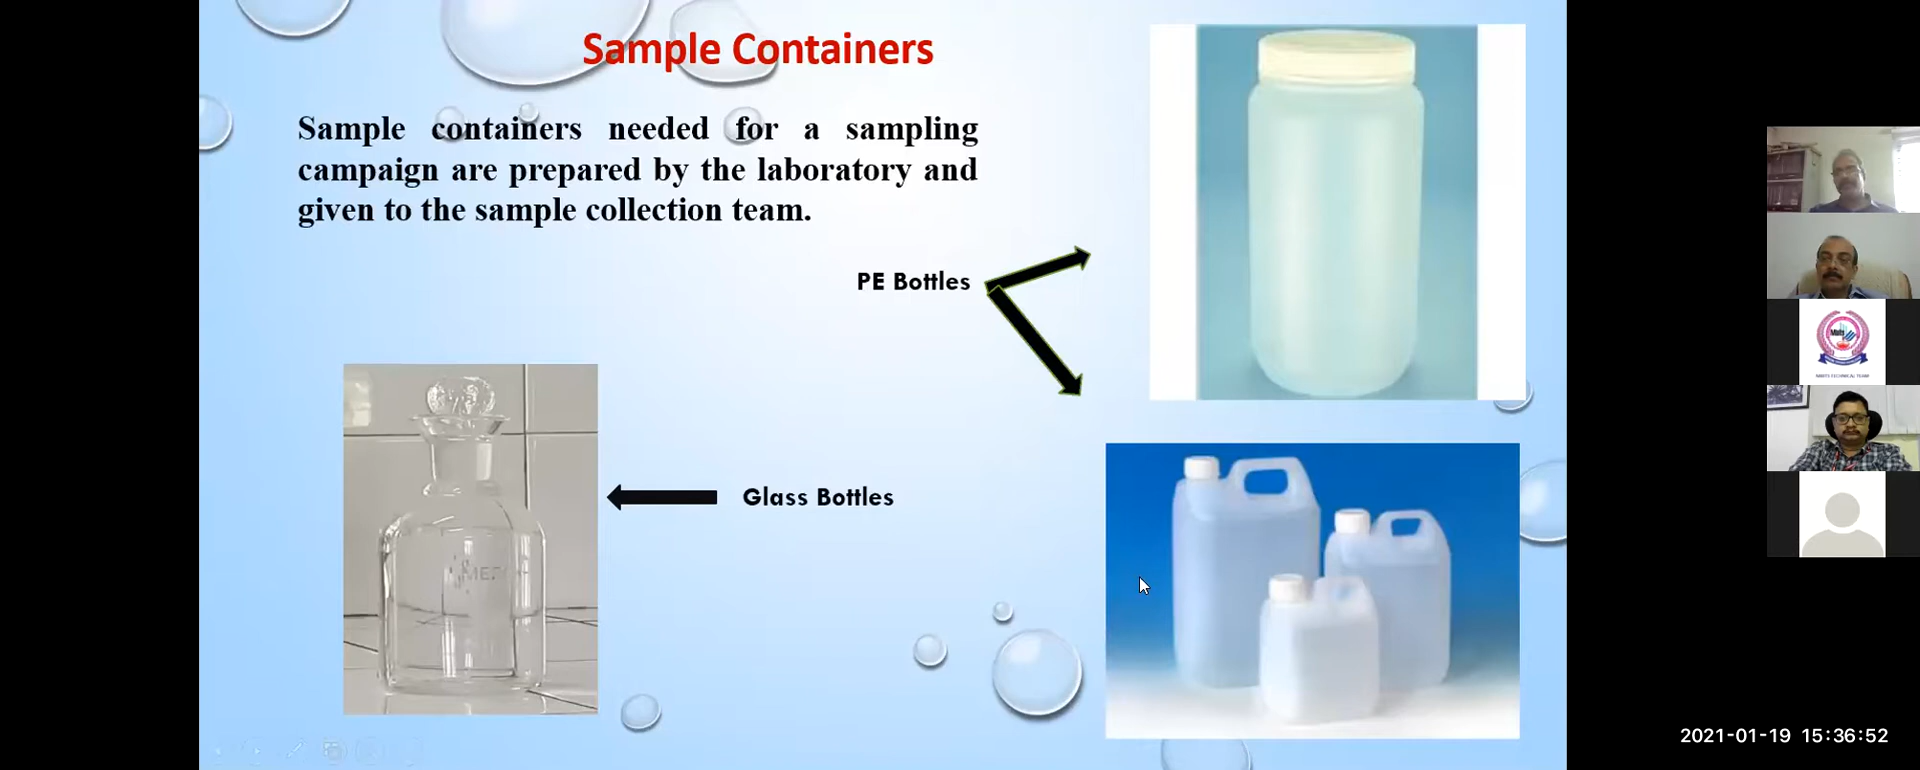 Sample Containers
Sample containers needed for a sampling
campaign are prepared by the laboratory and
given to the sample collection team.
PE Bottles
Glass Bottles
2021-01-19 15:36:52